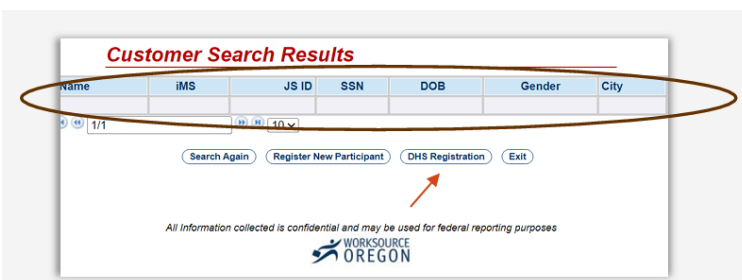 Customer Search Results
Name iMS JS ID SSN DOB Gender City
1/1 10
Search Again Register New Participant DHS Registration Exit
All Information collected is confidential and may be used for federal reporting purposes
WORKSOURCE
OREGON